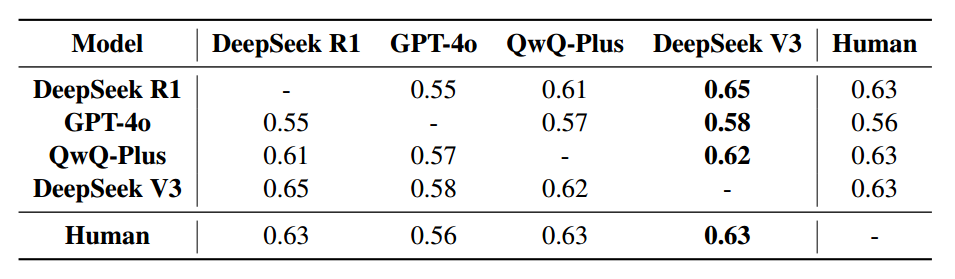 Model DeepSeek R1 GPT-4o QwQ-Plus DeepSeek V3 Human
DeepSeek R1 - 0.55 0.61 0.65 0.63
GPT-4o 0.55 - 0.57 0.58 0.56
QwQ-Plus 0.61 0.57 - 0.62 0.63
DeepSeek V3 0.65 0.58 0.62 - 0.63
Human 0.63 0.56 0.63 0.63 -